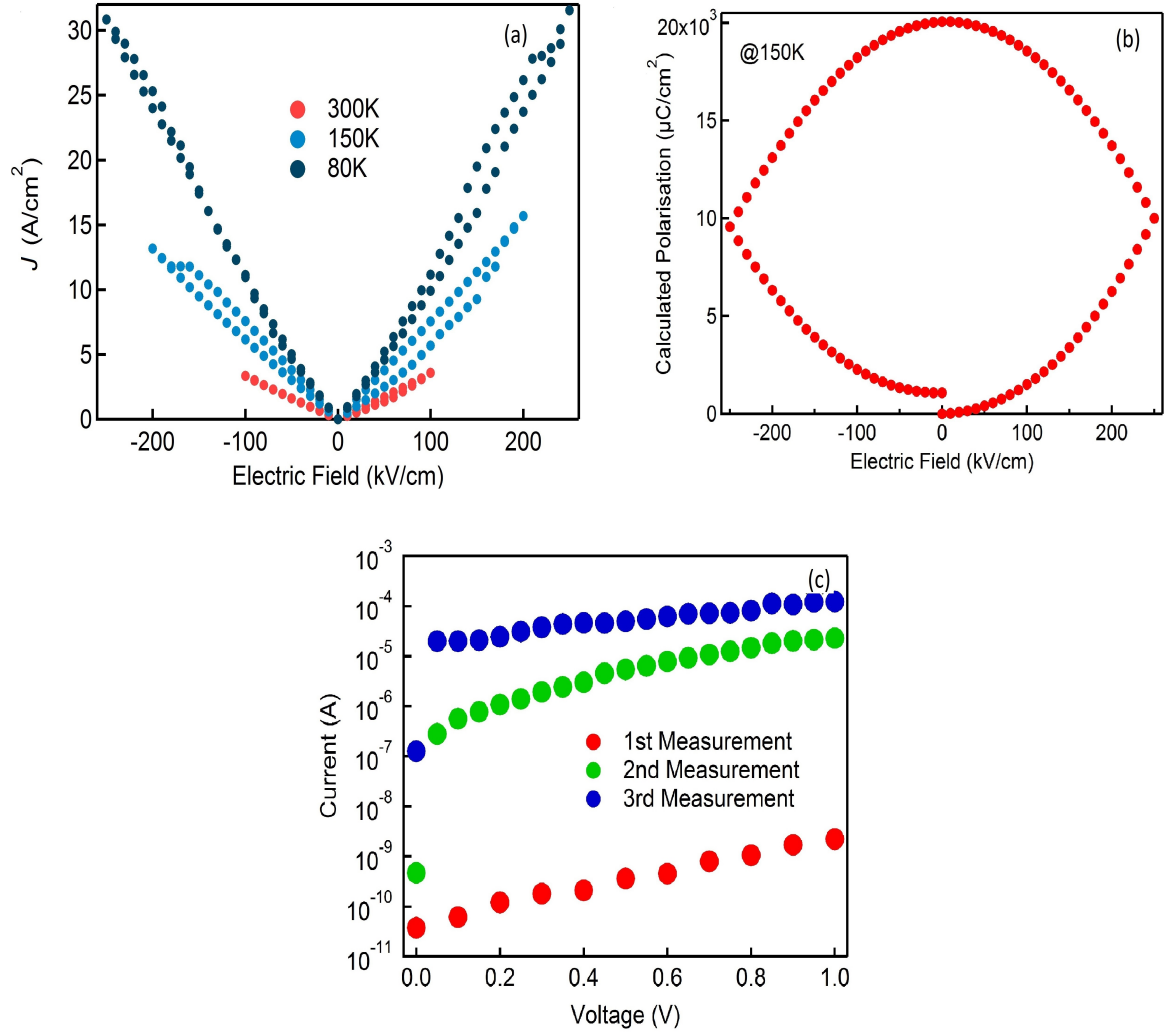 (a)
J (A/cm²)
30
25
20
15
10
5
0
300K
150K
80K
-200 -100 0 100 200
Electric Field (kV/cm)
(b)
@150K
Calculated Polarisation (µC/cm²)
20x10³
15
10
5
0
-200 -100 0 100 200
Electric Field (kV/cm)
(c)
Current (A)
10⁻³
10⁻⁴
10⁻⁵
10⁻⁶
10⁻⁷
10⁻⁸
10⁻⁹
10⁻¹⁰
10⁻¹¹
1st Measurement
2nd Measurement
3rd Measurement
0.0 0.2 0.4 0.6 0.8 1.0
Voltage (V)